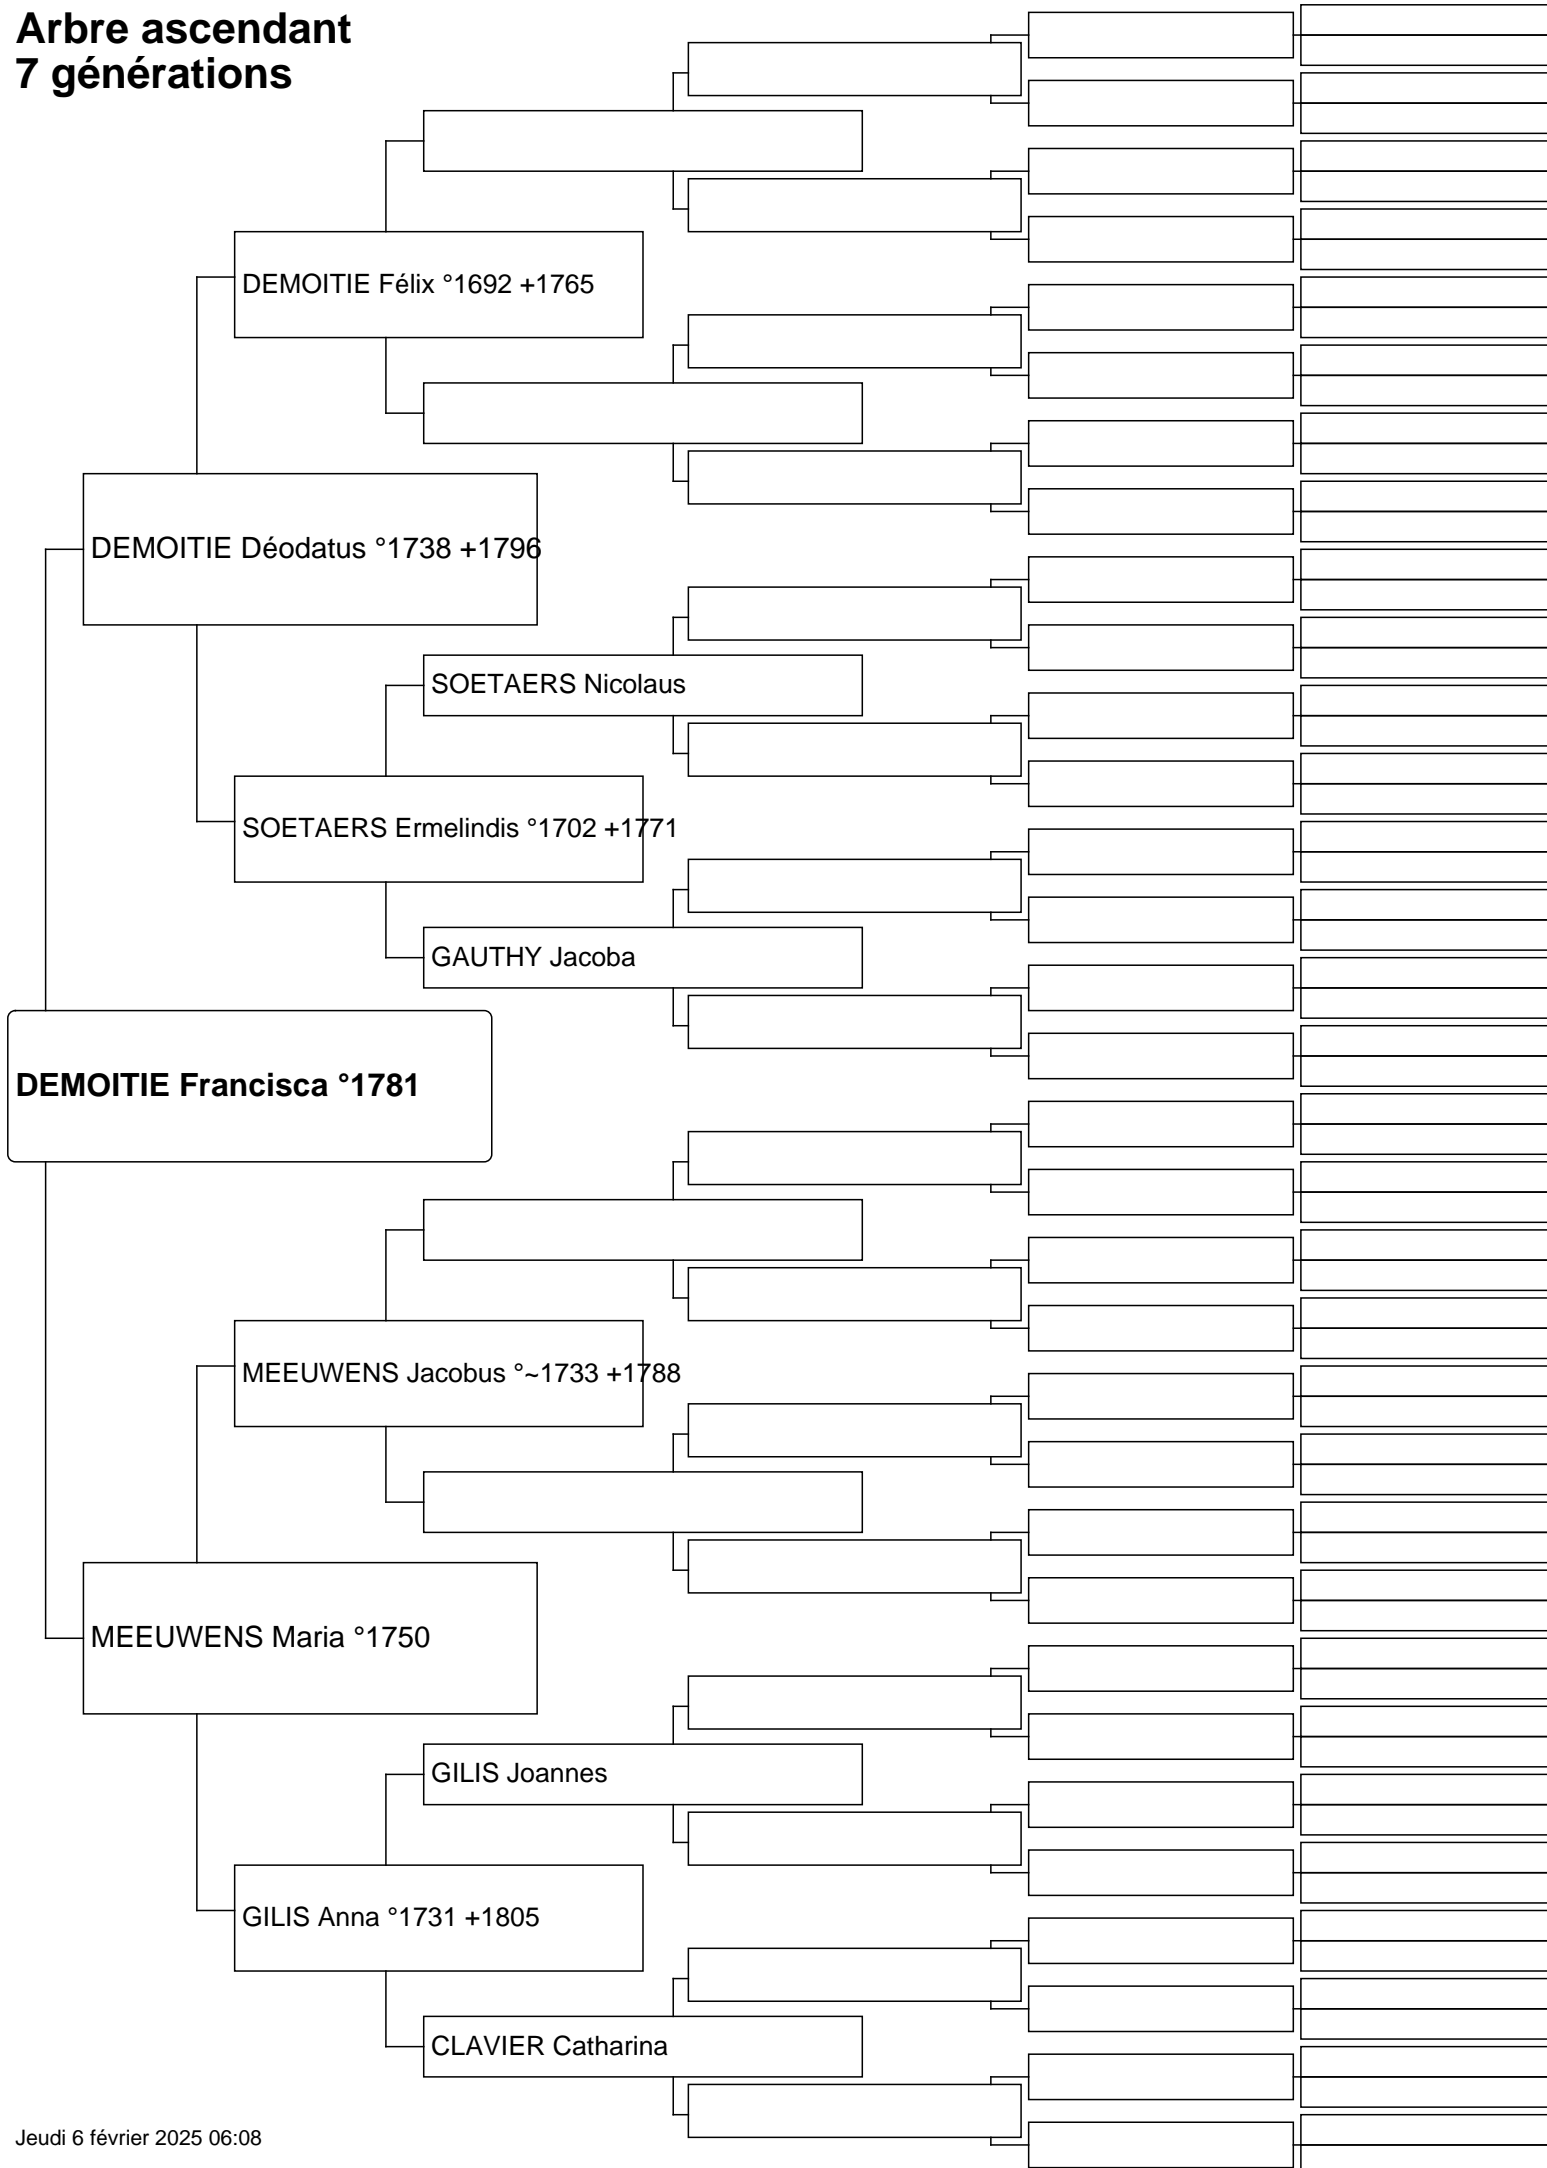 Arbre ascendant
7 générations
DEMOITIE Félix °1692 +1765
DEMOITIE Déodatus °1738 +1796
SOETAERS Nicolaus
SOETAERS Ermelindis °1702 +1771
GAUTHY Jacoba
DEMOITIE Francisca °1781
MEEUWENS Jacobus °~1733 +1788
MEEUWENS Maria °1750
GILIS Joannes
GILIS Anna °1731 +1805
CLAVIER Catharina
Jeudi 6 février 2025 06:08